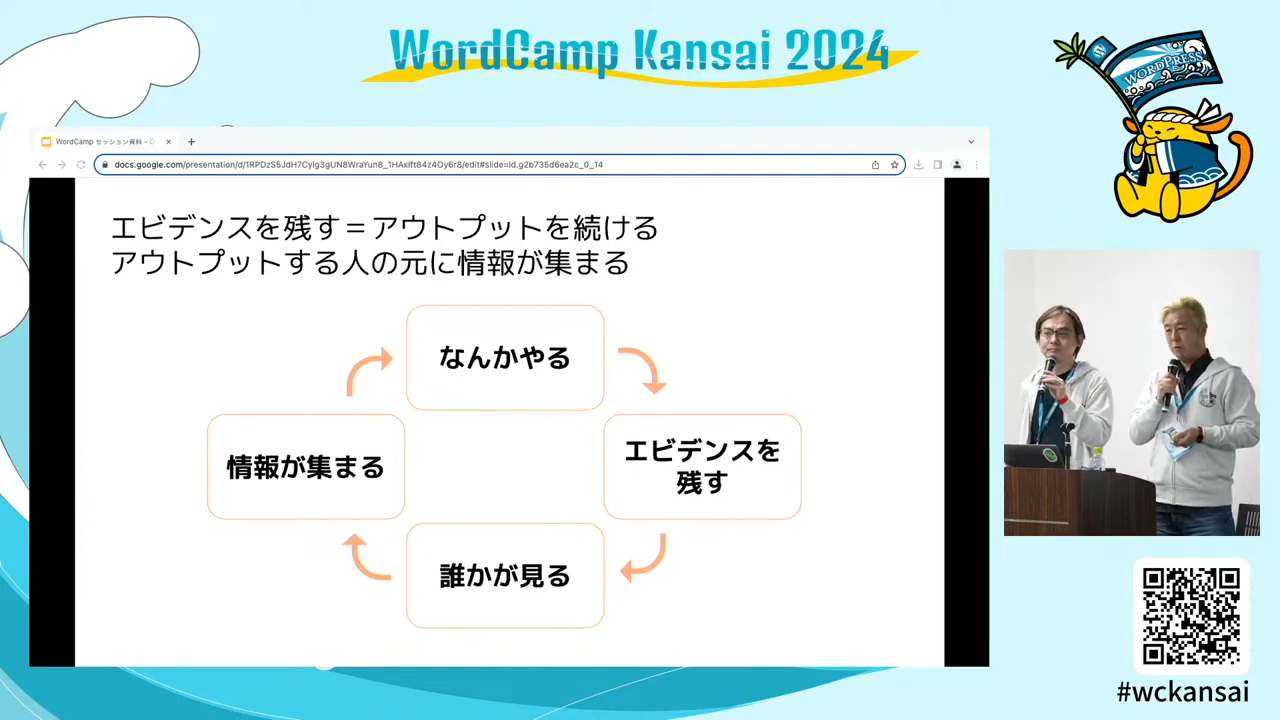 WordCamp Kansai 2024
WORDPRESS
WordCamp セッション資料 - G
docs.google.com/presentation/d/1RPDzS5JdH7CyIg3gUN8WraYun8_1HAxIft84z4Oy6r8/edit#slide=id.g2b735d6ea2c_0_14
エビデンスを残す＝アウトプットを続ける
アウトプットする人の元に情報が集まる
なんかやる
情報が集まる
エビデンスを
残す
誰かが見る
#wckansai